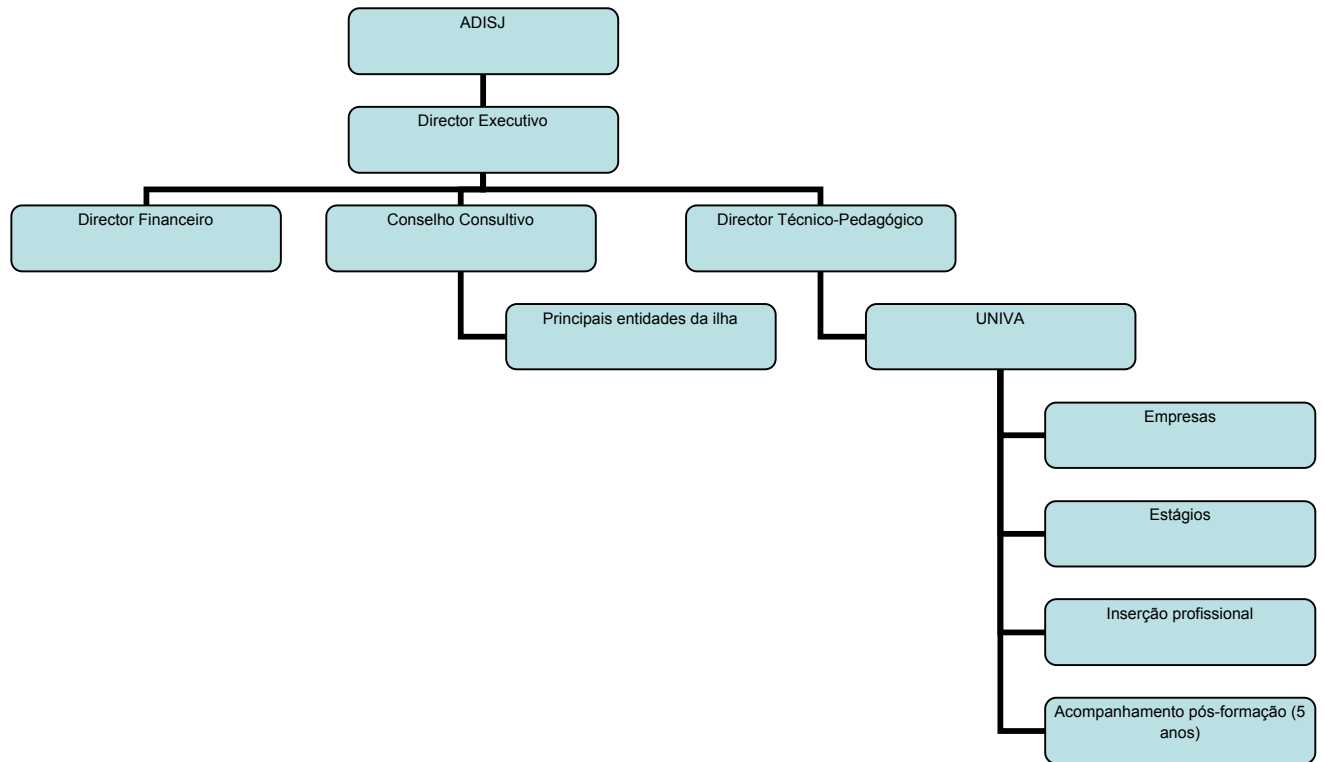 ADISJ
Director Executivo
Director Financeiro
Conselho Consultivo
Director Técnico-Pedagógico
Principais entidades da ilha
UNIVA
Empresas
Estágios
Inserção profissional
Acompanhamento pós-formação (5
anos)